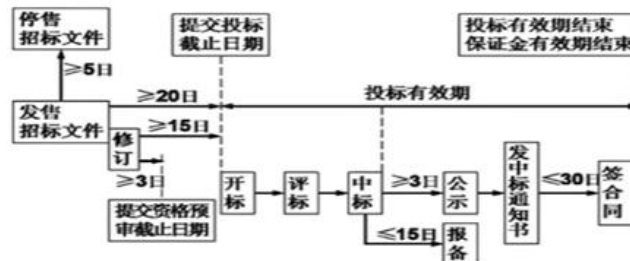 停售
招标文件
提交投标
截止日期
投标有效期结束
保证金有效期结束
≥5日
≥20日
投标有效期
发售
招标文件
≥15日
修订
≥3日
提交资格预
审截止日期
开标
评标
中标
≥3日
公示
发中标通知书
≤30日
签合同
≤15日
报备